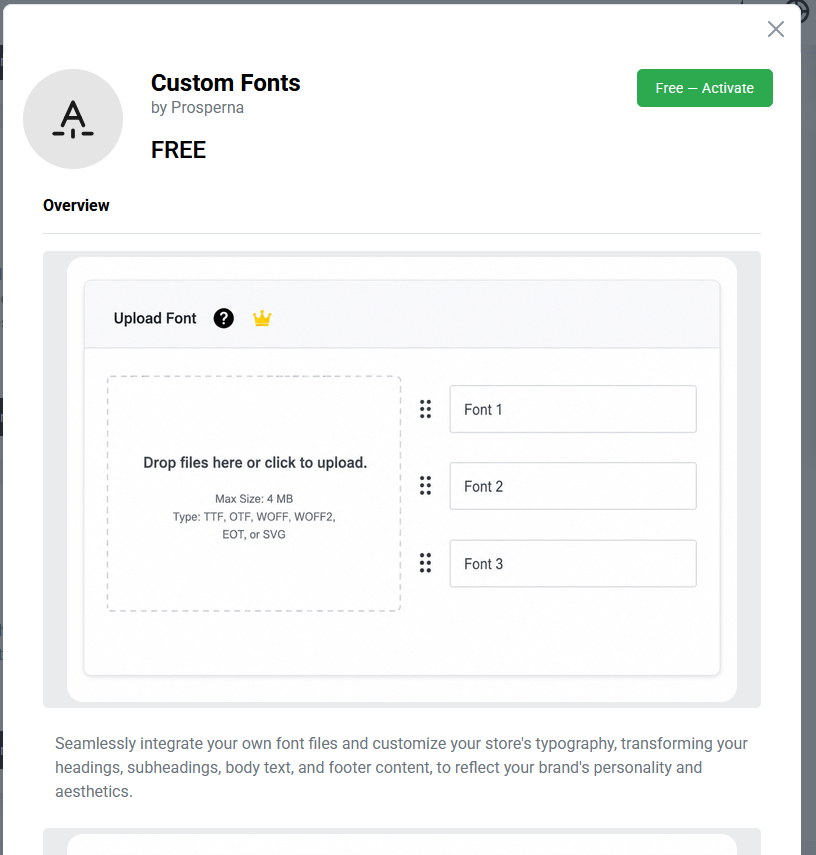 Custom Fonts
by Prosperna
FREE
Free — Activate
Overview
Upload Font ?
Drop files here or click to upload.
Max Size: 4 MB
Type: TTF, OTF, WOFF, WOFF2,
EOT, or SVG
Font 1
Font 2
Font 3
Seamlessly integrate your own font files and customize your store's typography, transforming your
headings, subheadings, body text, and footer content, to reflect your brand's personality and
aesthetics.